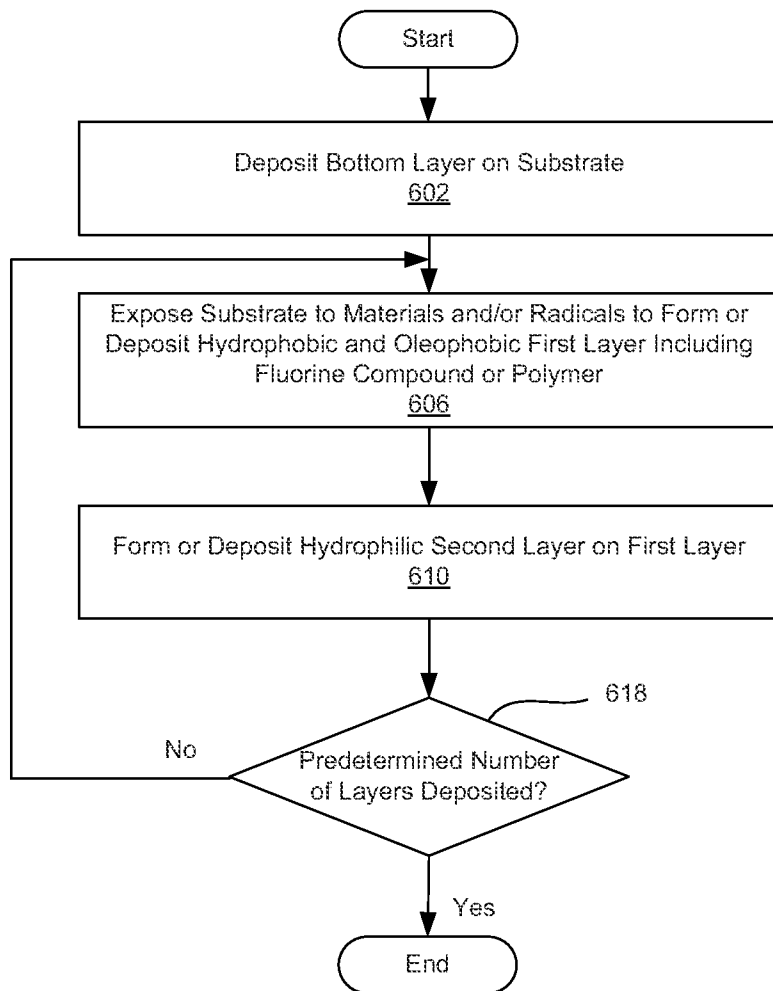 Start
Deposit Bottom Layer on Substrate
602
Expose Substrate to Materials and/or Radicals to Form or
Deposit Hydrophobic and Oleophobic First Layer Including
Fluorine Compound or Polymer
606
Form or Deposit Hydrophilic Second Layer on First Layer
610
618
No
Predetermined Number
of Layers Deposited?
Yes
End